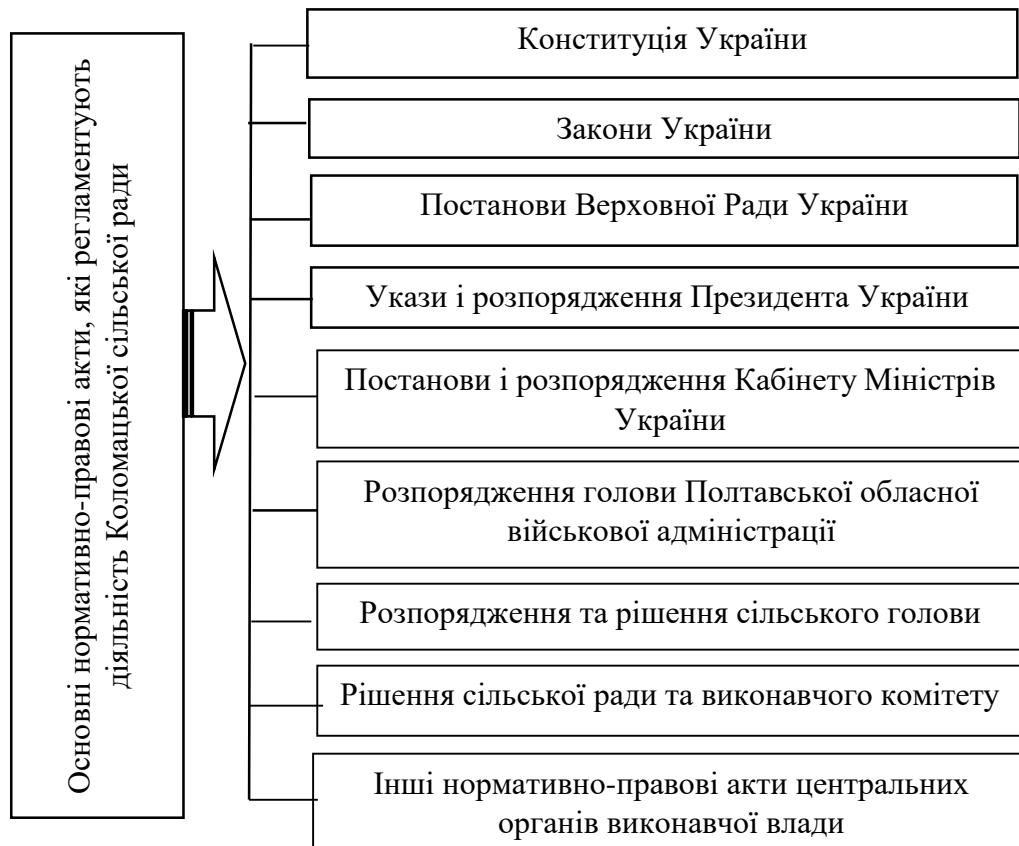 Основні нормативно-правові акти, які регламентують
діяльність Коломацької сільської ради
Конституція України
Закони України
Постанови Верховної Ради України
Укази і розпорядження Президента України
Постанови і розпорядження Кабінету Міністрів
України
Розпорядження голови Полтавської обласної
військової адміністрації
Розпорядження та рішення сільського голови
Рішення сільської ради та виконавчого комітету
Інші нормативно-правові акти центральних
органів виконавчої влади